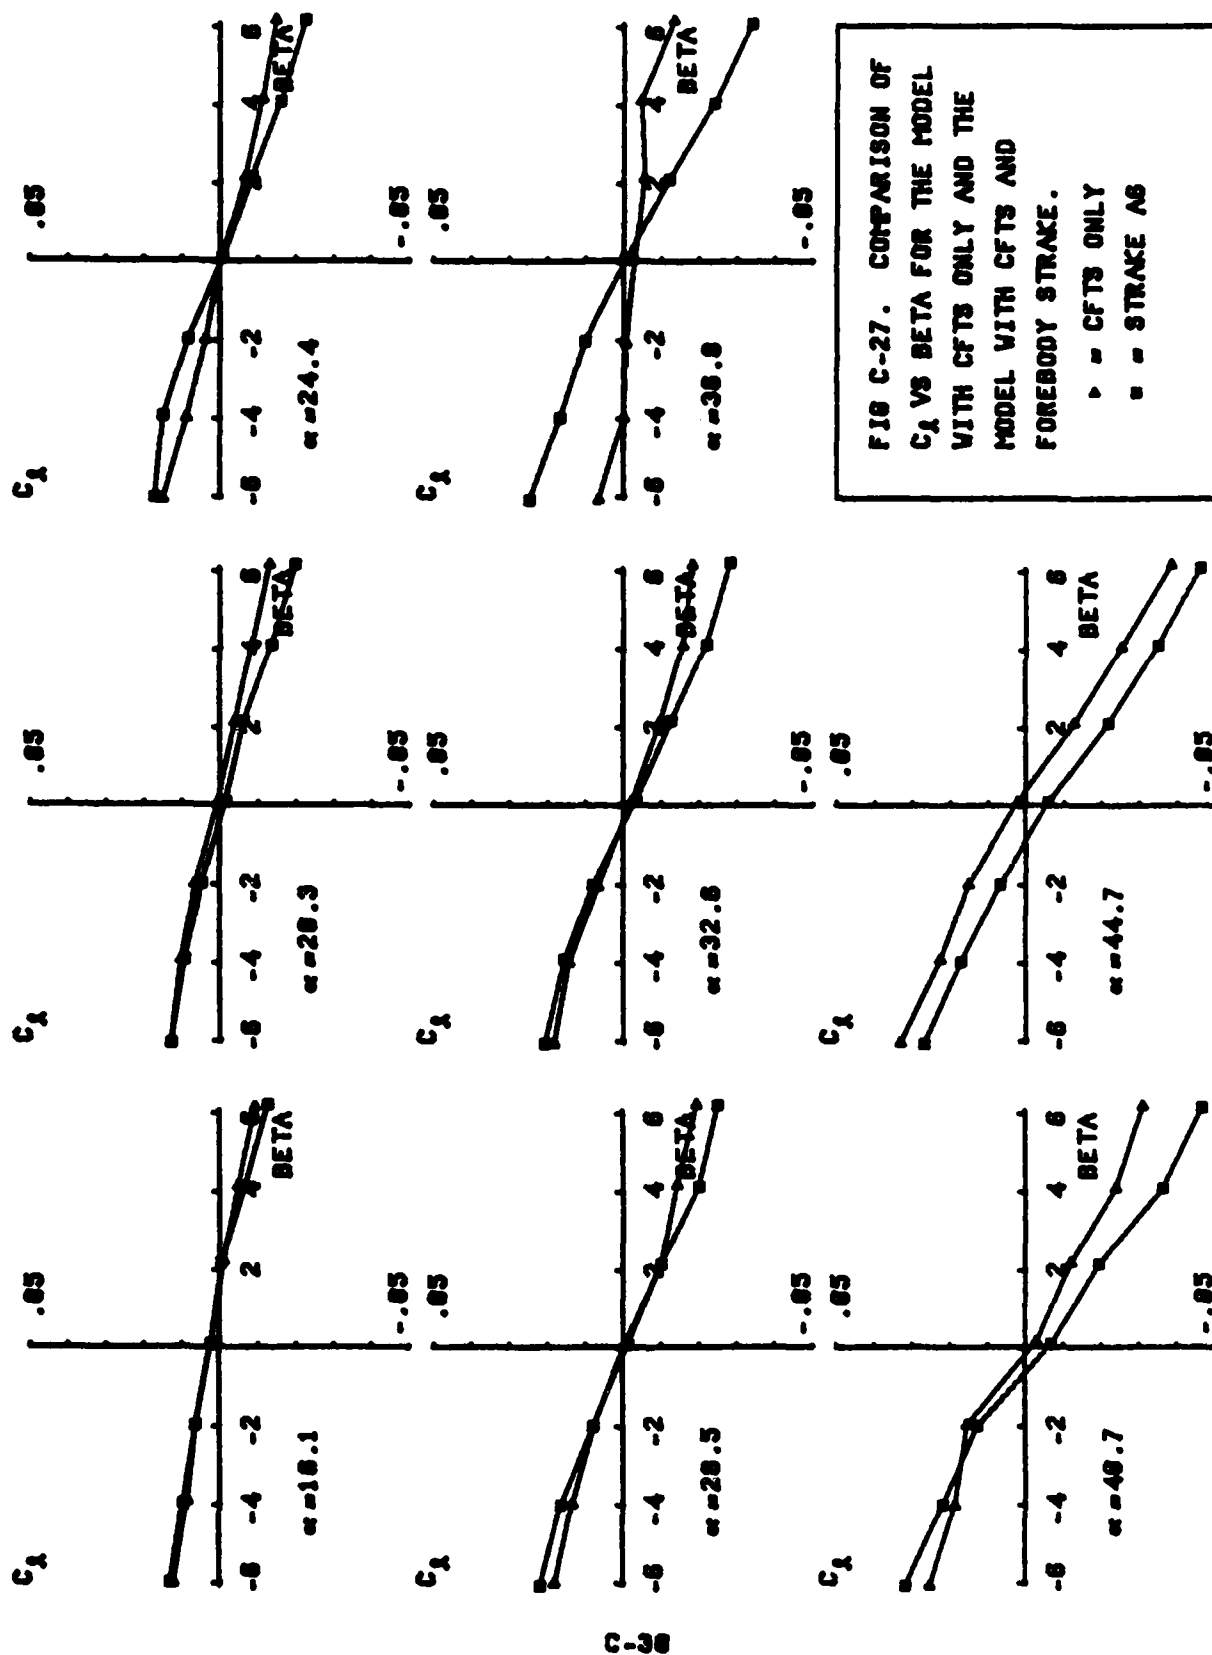 C-38
Cℓ
.05
-6 -4 -2 2 4 6
BETA
α=16.1
-.05
Cℓ
.05
-6 -4 -2 2 4 6
BETA
α=20.3
-.05
Cℓ
.05
-6 -4 -2 2 4 6
BETA
α=24.4
-.05
Cℓ
.05
-6 -4 -2 2 4 6
BETA
α=28.5
-.05
Cℓ
.05
-6 -4 -2 2 4 6
BETA
α=32.6
-.05
Cℓ
-6 -4 -2 2 4 6
BETA
-.05
Cℓ
.05
-6 -4 -2 2 4 6
BETA
α=40.7
-.05
Cℓ
.05
-6 -4 -2 2 4 6
BETA
α=44.7
-.05
FIG C-27. COMPARISON OF
Cℓ VS BETA FOR THE MODEL
WITH CFTS ONLY AND THE
MODEL WITH CFTS AND
FOREBODY STRAKE.
= CFTS ONLY
= STRAKE A6